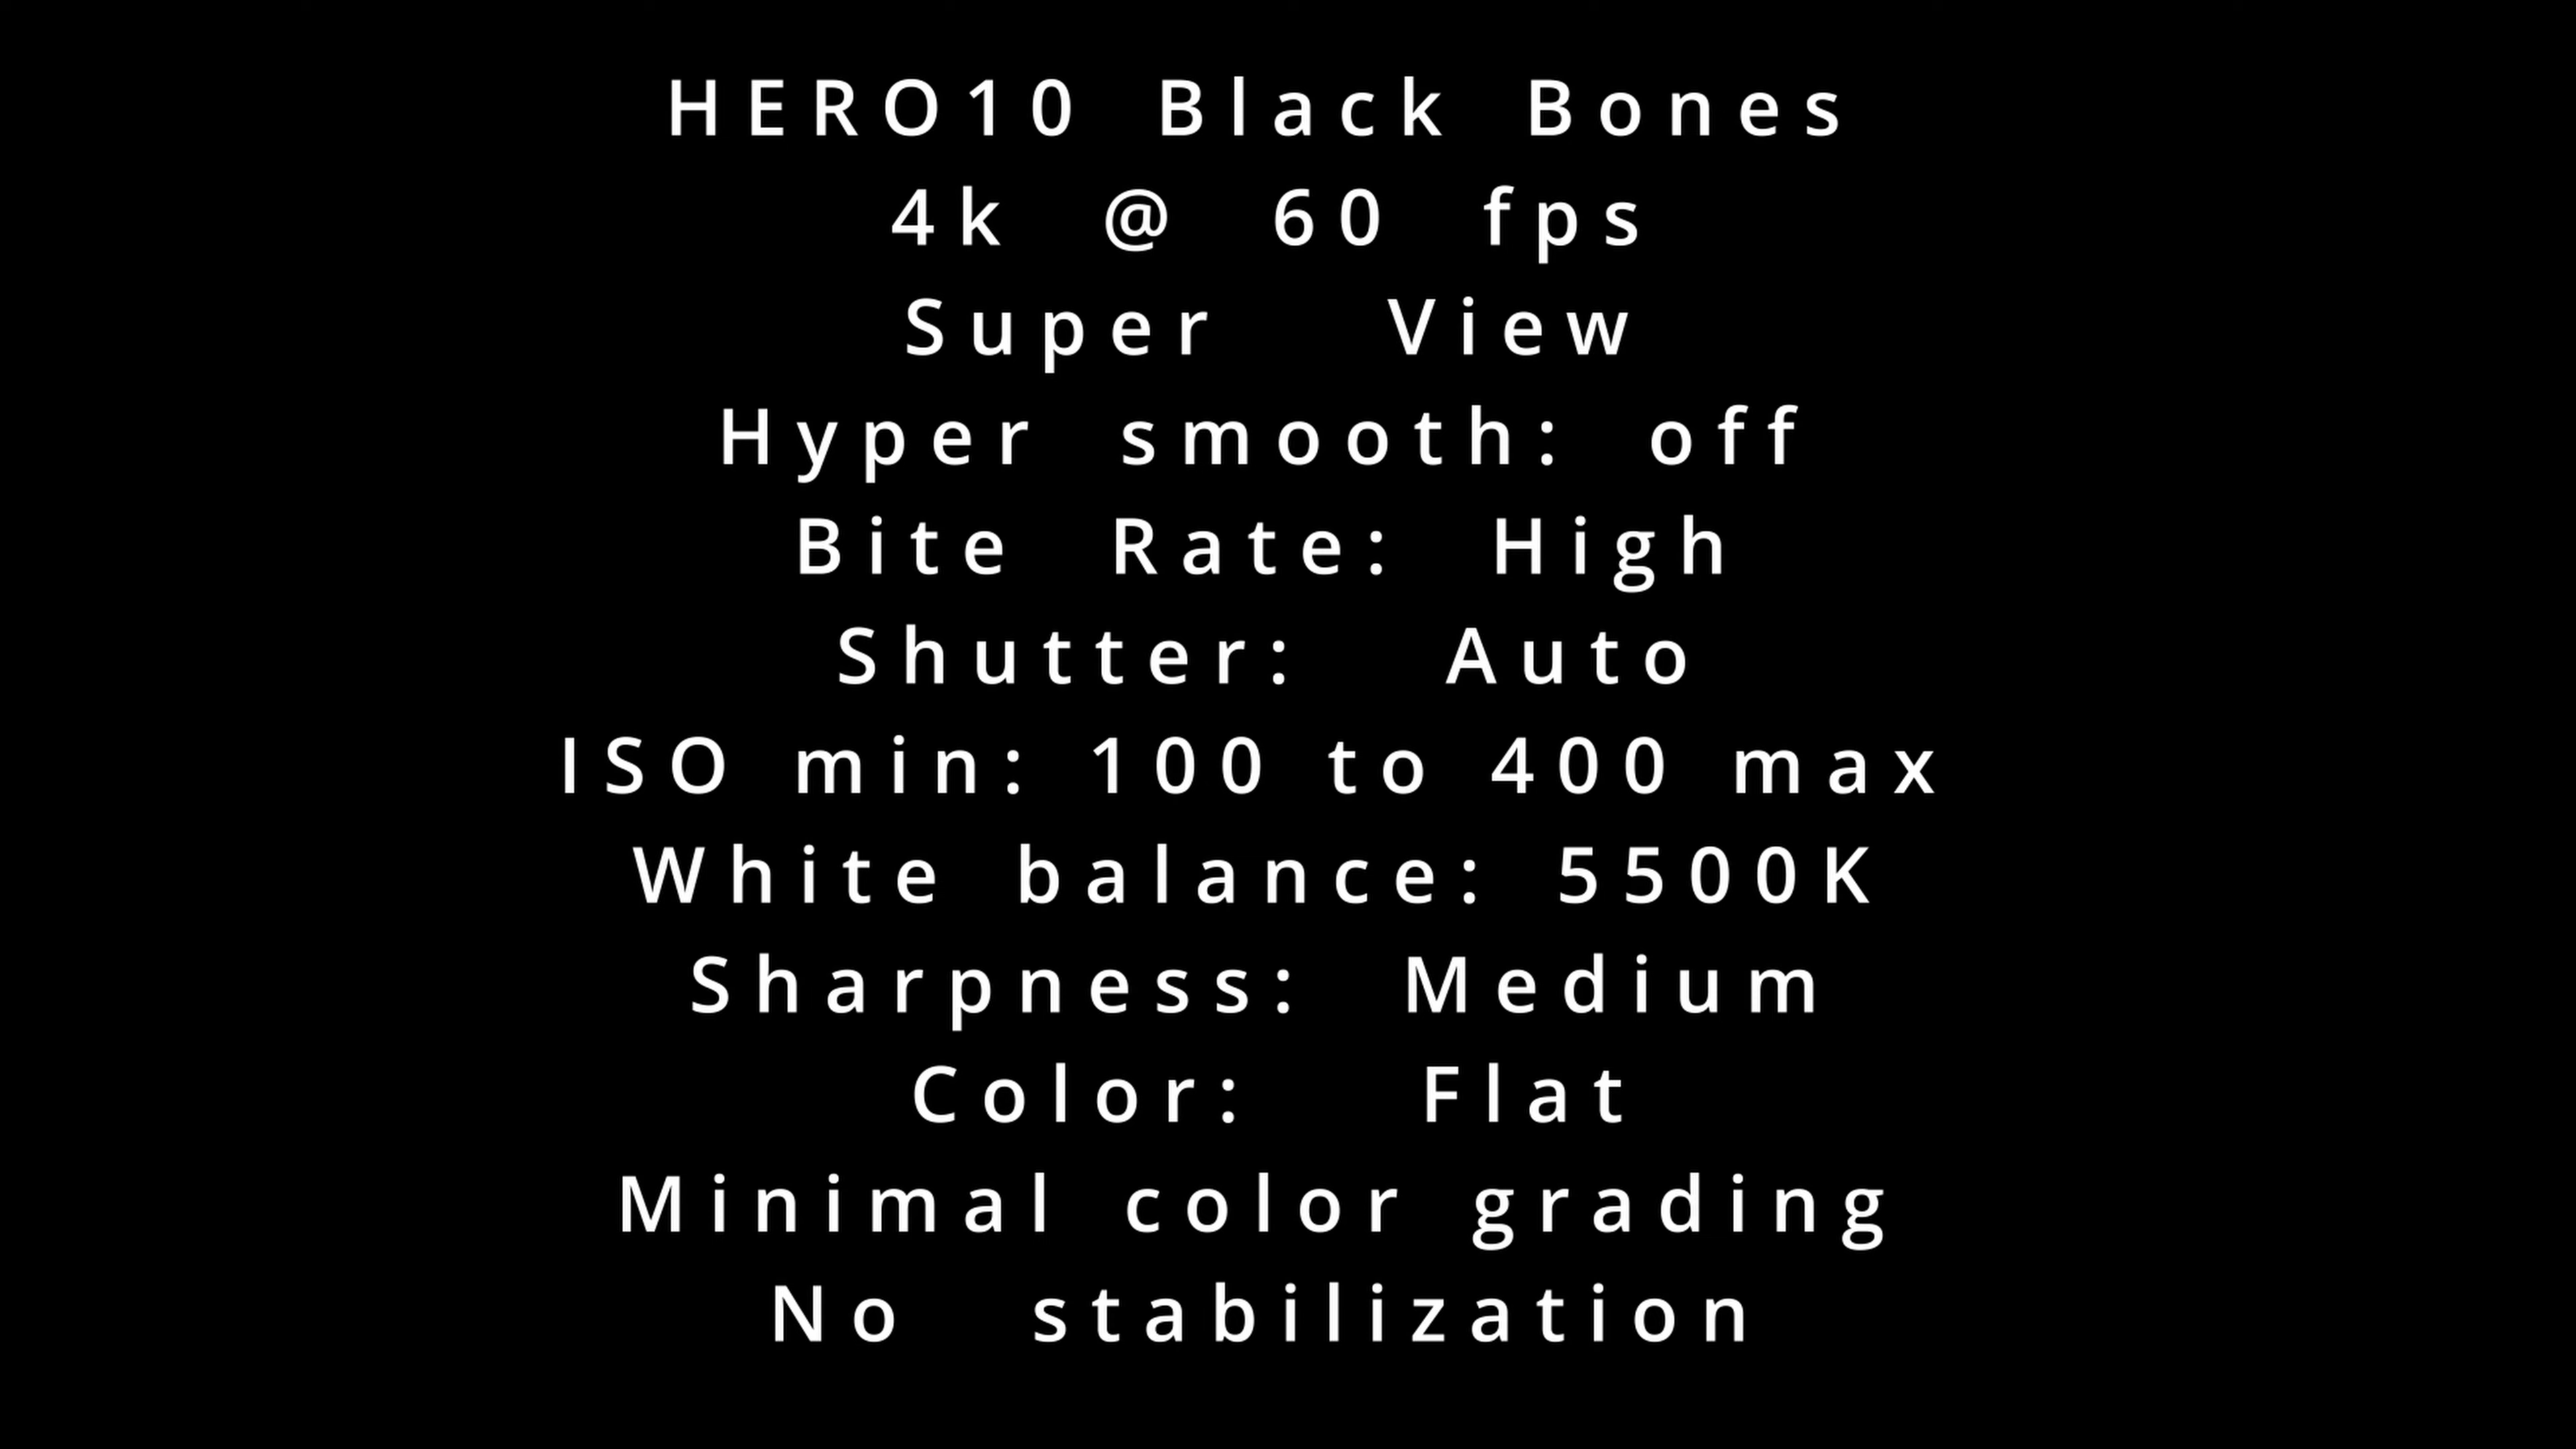 HERO10 Black Bones
4k @ 60 fps
Super View
Hyper smooth: off
Bite Rate: High
Shutter: Auto
ISO min: 100 to 400 max
White balance: 5500K
Sharpness: Medium
Color: Flat
Minimal color grading
No stabilization